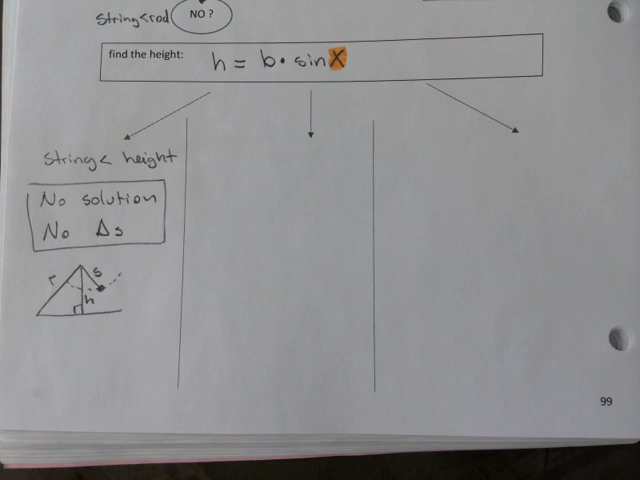 String<rod
NO ?
find the height: h = b · sin X
String < height
No solution
No Δs
r
s
h
99